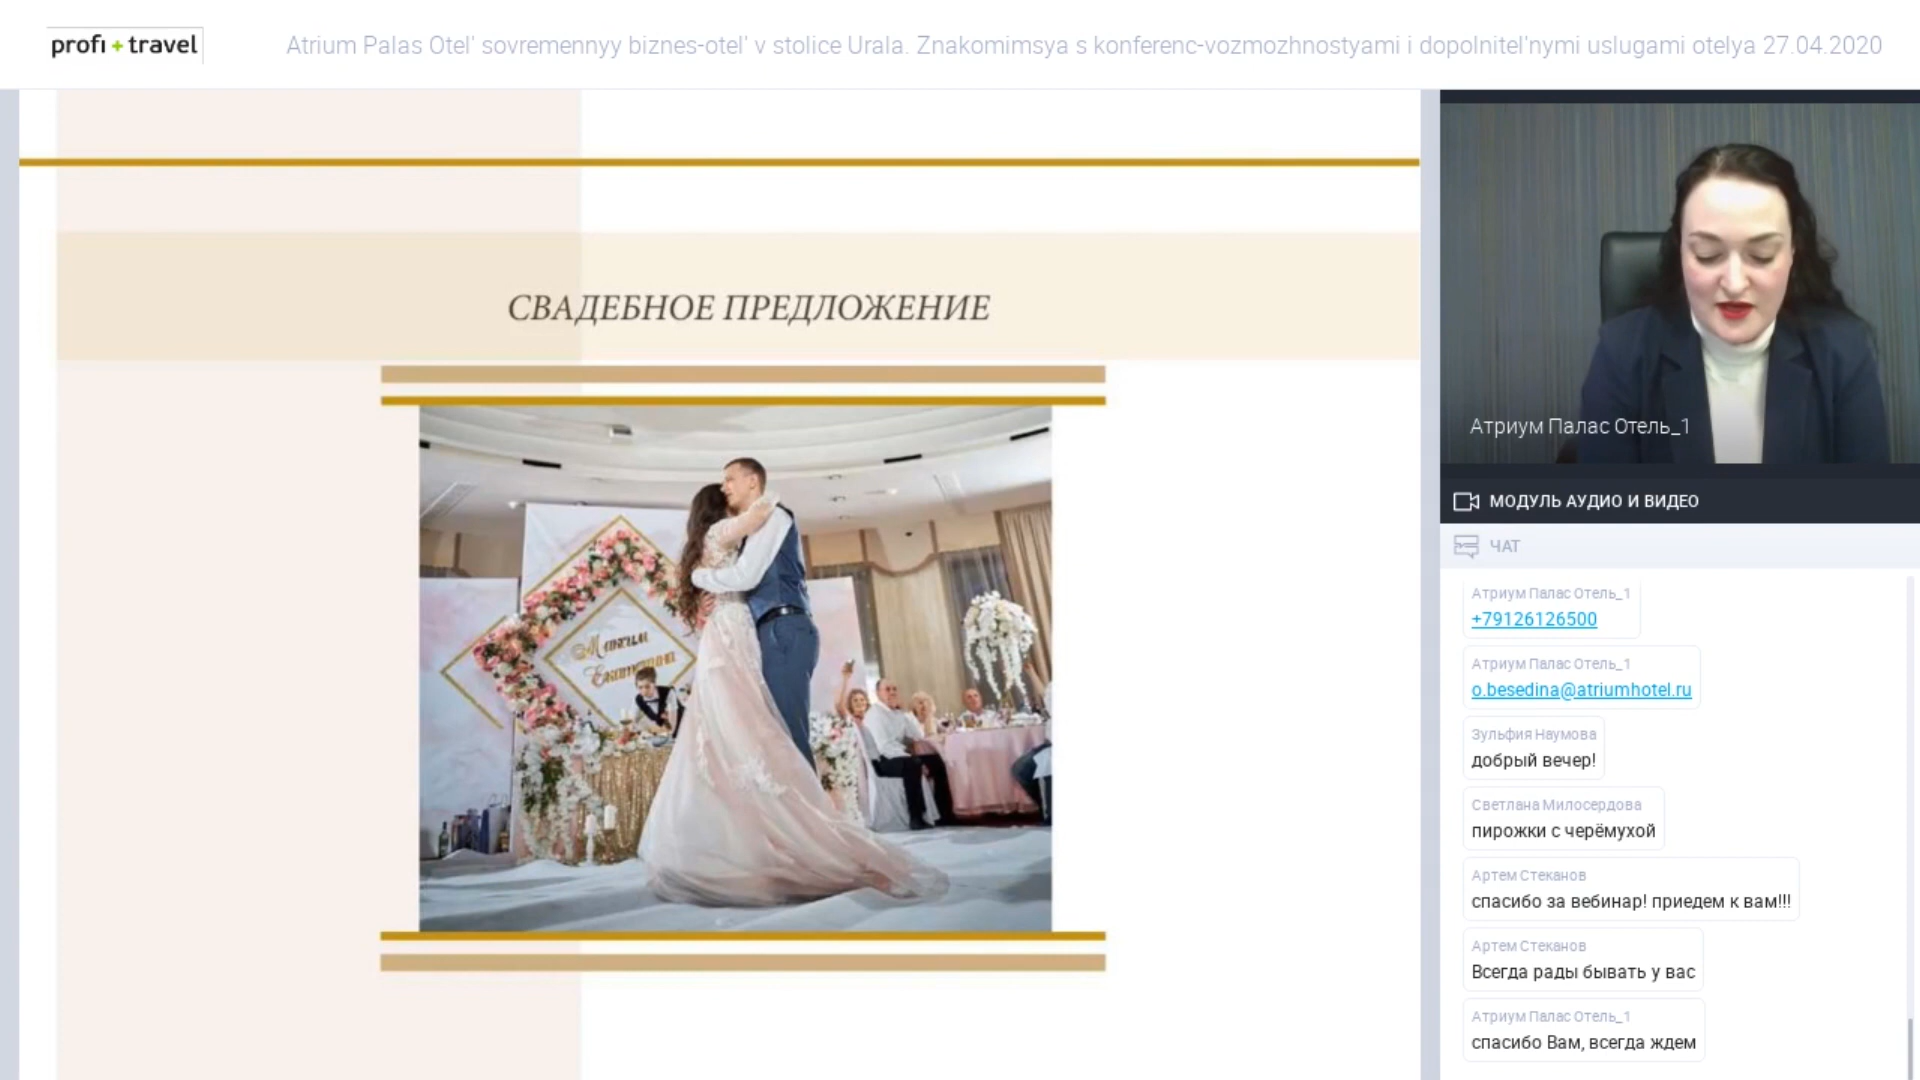 profi + travel
Atrium Palas Otel' sovremennyy biznes-otel' v stolice Urala. Znakomimsya s konferenc-vozmozhnostyami i dopolnitel'nymi uslugami otelya 27.04.2020
СВАДЕБНОЕ ПРЕДЛОЖЕНИЕ
Максим
Екатерина
Атриум Палас Отель_1
МОДУЛЬ АУДИО И ВИДЕО
ЧАТ
Атриум Палас Отель_1
+79126126500
Атриум Палас Отель_1
o.besedina@atriumhotel.ru
Зульфия Наумова
добрый вечер!
Светлана Милосердова
пирожки с черёмухой
Артем Стеканов
спасибо за вебинар! приедем к вам!!!
Артем Стеканов
Всегда рады бывать у вас
Атриум Палас Отель_1
спасибо Вам, всегда ждем